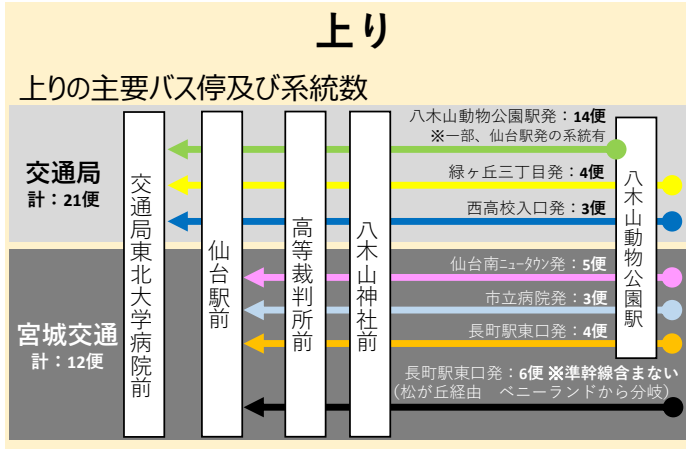 上り
上りの主要バス停及び系統数
八木山動物公園駅発：14便
※一部、仙台駅発の系統有
緑ヶ丘三丁目発：4便
西高校入口発：3便
交通局
計：21便
仙台南ニュータウン発：5便
市立病院発：3便
長町駅東口発：4便
宮城交通
計：12便
長町駅東口発：6便 ※準幹線含まない
(松が丘経由　ベニーランドから分岐)
交通局東北大学病院前
仙台駅前
高等裁判所前
八木山神社前
八木山動物公園駅